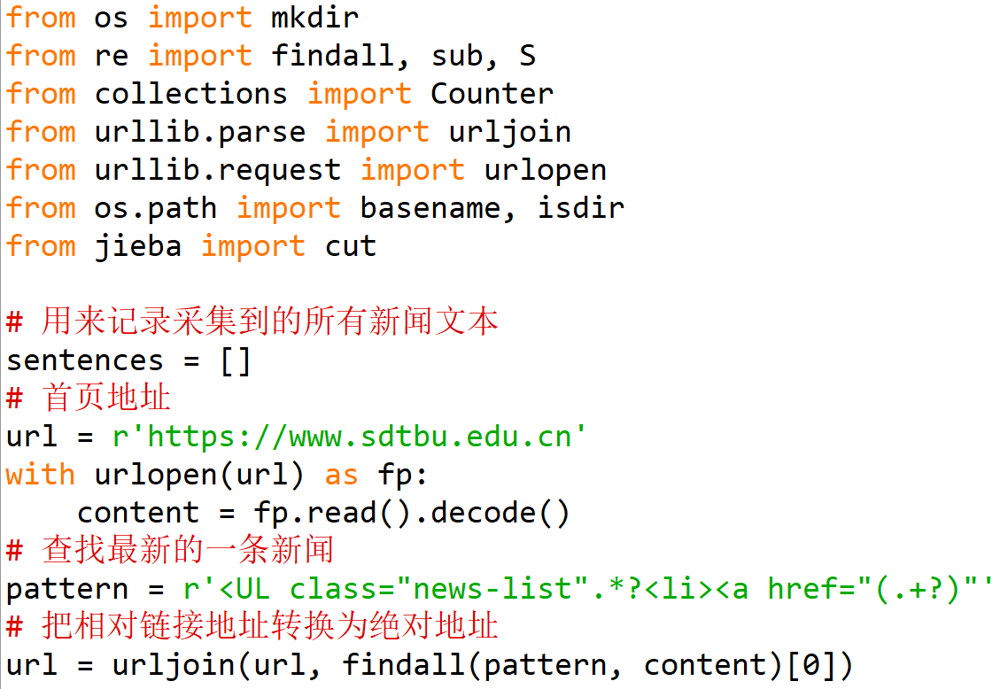 from os import mkdir
from re import findall, sub, S
from collections import Counter
from urllib.parse import urljoin
from urllib.request import urlopen
from os.path import basename, isdir
from jieba import cut

# 用来记录采集到的所有新闻文本
sentences = []
# 首页地址
url = r'https://www.sdtbu.edu.cn'
with urlopen(url) as fp:
    content = fp.read().decode()
# 查找最新的一条新闻
pattern = r'<UL class="news-list".*?<li><a href="(.+?)"'
# 把相对链接地址转换为绝对地址
url = urljoin(url, findall(pattern, content)[0])